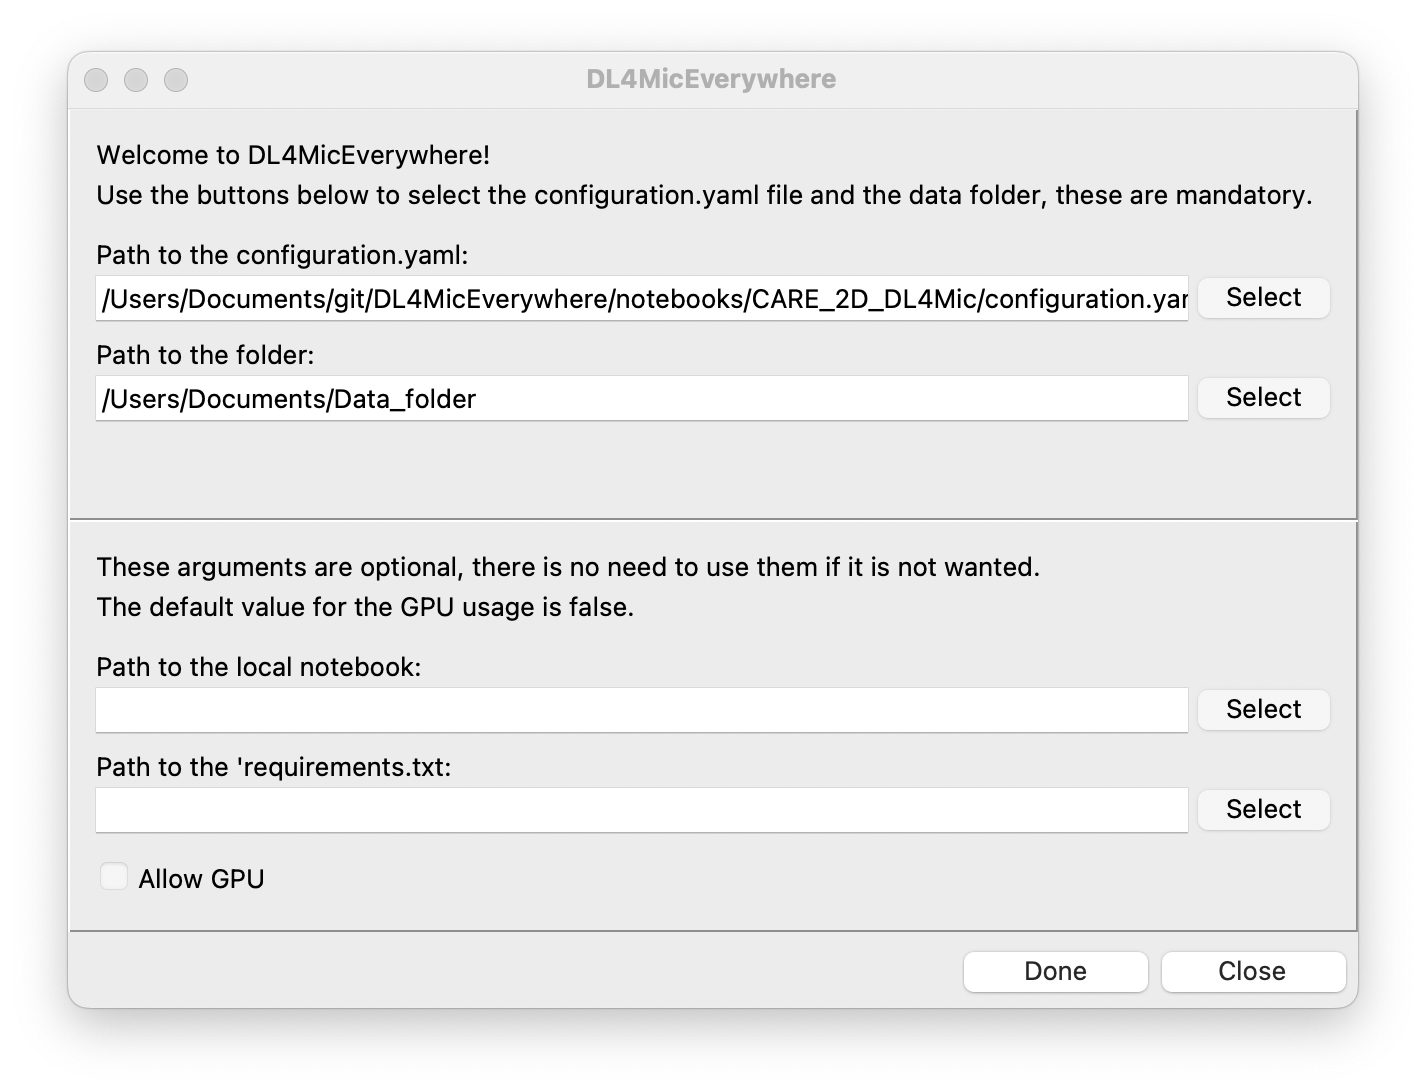 DL4MicEverywhere
Welcome to DL4MicEverywhere!
Use the buttons below to select the configuration.yaml file and the data folder, these are mandatory.
Path to the configuration.yaml:
/Users/Documents/git/DL4MicEverywhere/notebooks/CARE_2D_DL4Mic/configuration.yar
Select
Path to the folder:
/Users/Documents/Data_folder
Select
These arguments are optional, there is no need to use them if it is not wanted.
The default value for the GPU usage is false.
Path to the local notebook:
Select
Path to the 'requirements.txt:
Select
Allow GPU
Done
Close